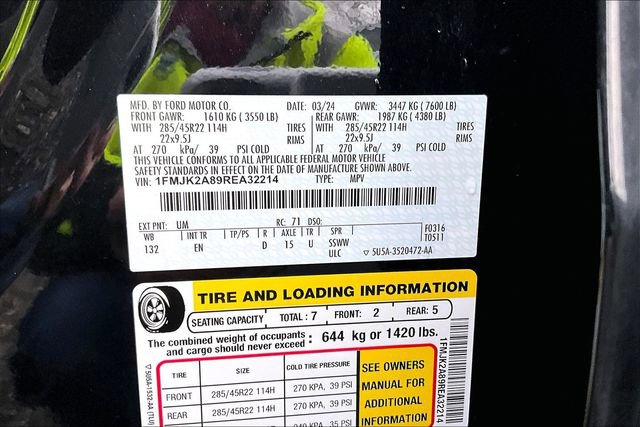 MFD. BY FORD MOTOR CO. DATE: 03/24 GVWR: 3447 KG ( 7600 LB)
FRONT GAWR: 1610 KG ( 3550 LB) REAR GAWR: 1987 KG ( 4380 LB)
WITH 285/45R22 114H TIRES WITH 285/45R22 114H TIRES
22x9.5J RIMS 22x9.5J RIMS
AT 270 kPa/ 39 PSI COLD AT 270 kPa/ 39 PSI COLD
THIS VEHICLE CONFORMS TO ALL APPLICABLE FEDERAL MOTOR VEHICLE
SAFETY STANDARDS IN EFFECT ON THE DATE OF MANUFACTURE SHOWN ABOVE.
VIN: 1FMJK2A89REA32214 TYPE: MPV
EXT PNT: UM RC: 71 DSO: F0316
WB INT TR TP/PS R AXLE TR SPR T0511
132 EN D 15 U SSWW
ULC ▽ 5U5A-3520472-AA
TIRE AND LOADING INFORMATION
SEATING CAPACITY TOTAL : 7 FRONT: 2 REAR: 5
The combined weight of occupants and cargo should never exceed : 644 kg or 1420 lbs.
TIRE SIZE COLD TIRE PRESSURE
FRONT 285/45R22 114H 270 KPA, 39 PSI
REAR 285/45R22 114H 270 KPA, 39 PSI
SEE OWNERS
MANUAL FOR
ADDITIONAL
INFORMATION
1FMJK2A89REA32214
▽ 5U5A-1532-AA (TLU)